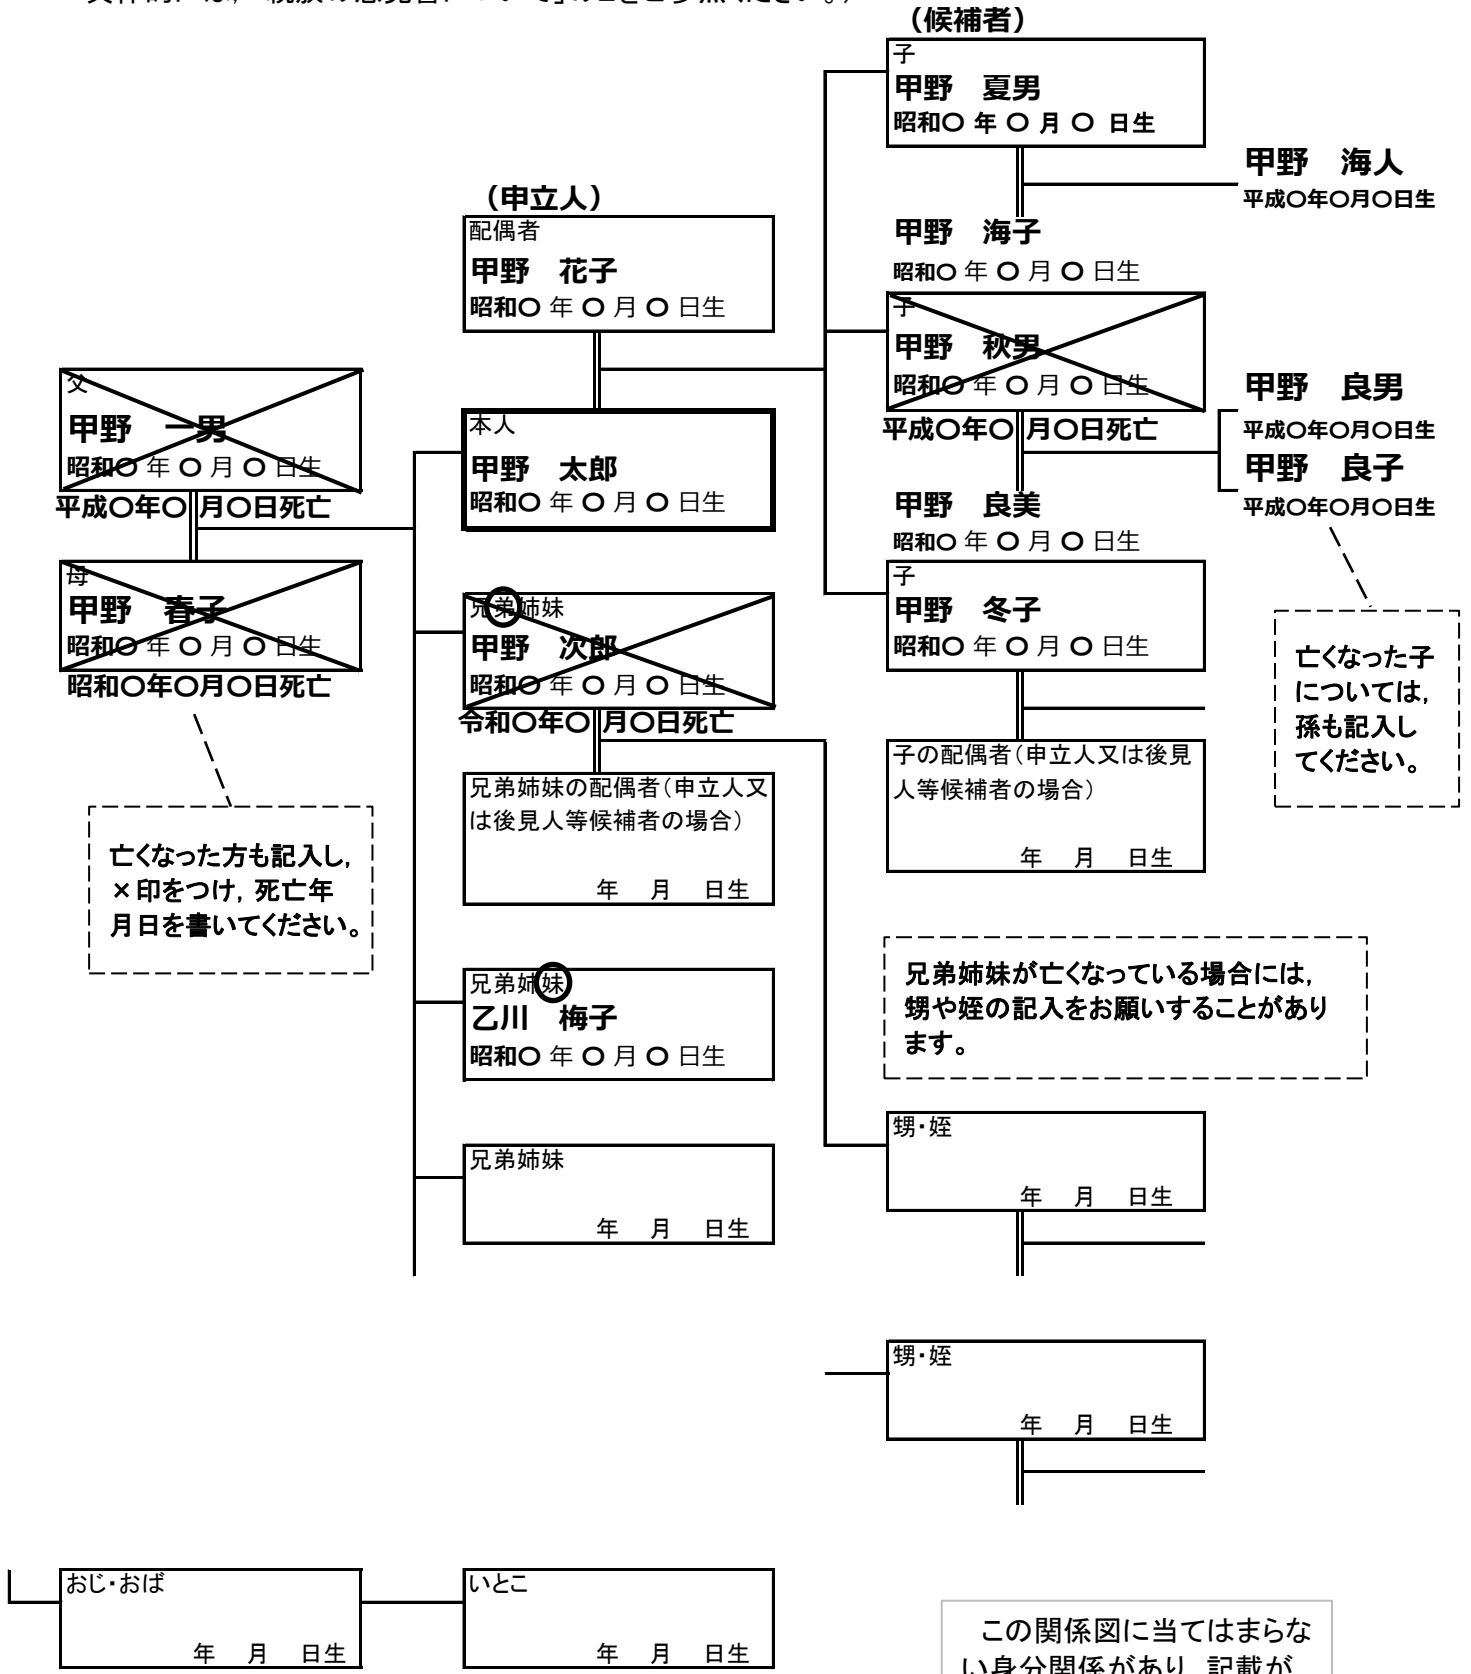 (候補者)
子
甲野 夏男
昭和〇 年 〇 月 〇 日生
甲野 海人
平成〇年〇月〇日生
甲野 海子
昭和〇 年 〇 月 〇 日生
(申立人)
配偶者
甲野 花子
昭和〇 年 〇 月 〇 日生
子
甲野 秋男
昭和〇 年 〇 月 〇 日生
平成〇年〇月〇日死亡
甲野 良男
平成〇年〇月〇日生
甲野 良子
平成〇年〇月〇日生
甲野 良美
昭和〇 年 〇 月 〇 日生
父
甲野 一男
昭和〇 年 〇 月 〇 日生
平成〇年〇月〇日死亡
本人
甲野 太郎
昭和〇 年 〇 月 〇 日生
母
甲野 春子
昭和〇 年 〇 月 〇 日生
昭和〇年〇月〇日死亡
兄弟姉妹
甲野 次郎
昭和〇 年 〇 月 〇 日生
令和〇年〇月〇日死亡
子
甲野 冬子
昭和〇 年 〇 月 〇 日生
亡くなった子
については,
孫も記入し
てください。
兄弟姉妹の配偶者(申立人又
は後見人等候補者の場合)
年 月 日生
子の配偶者(申立人又は後見
人等候補者の場合)
年 月 日生
亡くなった方も記入し,
×印をつけ, 死亡年
月日を書いてください。
兄弟姉妹
乙川 梅子
昭和〇 年 〇 月 〇 日生
兄弟姉妹が亡くなっている場合には,
甥や姪の記入をお願いすることがあり
ます。
兄弟姉妹
年 月 日生
甥・姪
年 月 日生
甥・姪
年 月 日生
おじ・おば
年 月 日生
いとこ
年 月 日生
この関係図に当てはまらな
い身分関係があり, 記載が